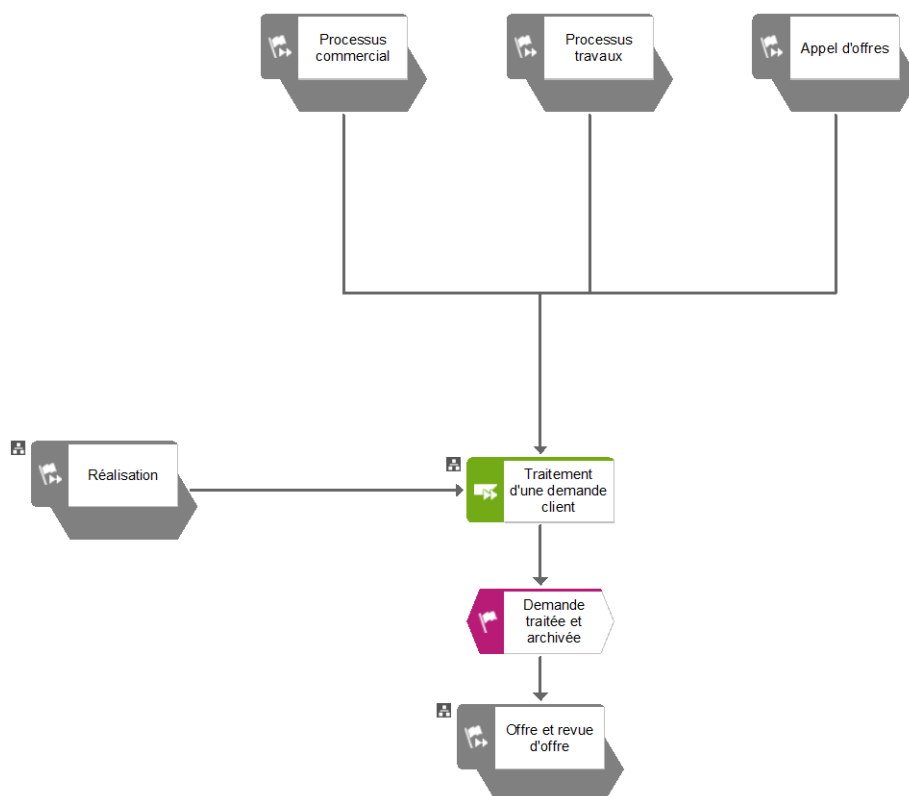 Processus
commercial
Processus
travaux
Appel d'offres
Réalisation
Traitement
d'une demande
client
Demande
traitée et
archivée
Offre et revue
d'offre